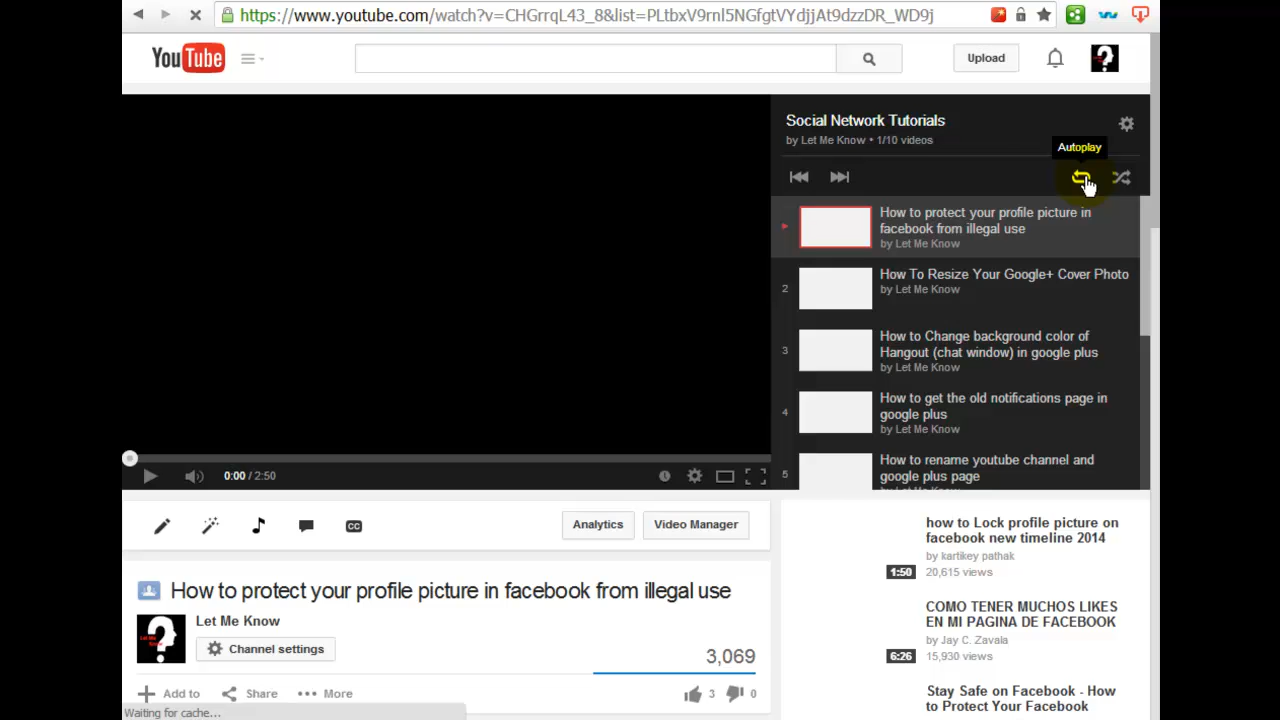 https://www.youtube.com/watch?v=CHGrrqL43_8&list=PLtbxV9rnl5NGfgtVYdjjAt9dzzDR_WD9j
YouTube
Upload
Social Network Tutorials
by Let Me Know • 1/10 videos
Autoplay
How to protect your profile picture in
facebook from illegal use
by Let Me Know
2
How To Resize Your Google+ Cover Photo
by Let Me Know
3
How to Change background color of
Hangout (chat window) in google plus
by Let Me Know
4
How to get the old notifications page in
google plus
by Let Me Know
5
How to rename youtube channel and
google plus page
0:00 / 2:50
CC
Analytics
Video Manager
How to protect your profile picture in facebook from illegal use
Let Me Know
Channel settings
3,069
Add to
Share
More
3
0
Waiting for cache...
how to Lock profile picture on
facebook new timeline 2014
by kartikey pathak
1:50
20,615 views
COMO TENER MUCHOS LIKES
EN MI PAGINA DE FACEBOOK
by Jay C. Zavala
6:26
15,930 views
Stay Safe on Facebook - How
to Protect Your Facebook